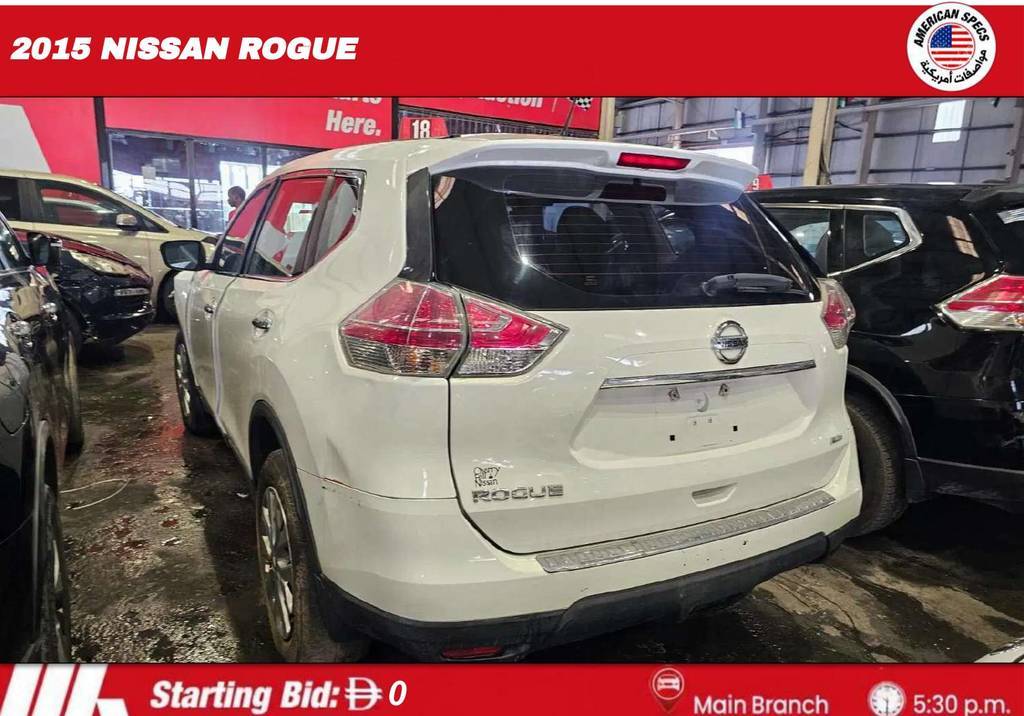 2015 NISSAN ROGUE
AMERICAN SPECS
مواصفات أمريكية
Here.
18
NISSAN
Cherry
Hill
Nissan
ROGUE
Starting Bid: 0
Main Branch
5:30 p.m.